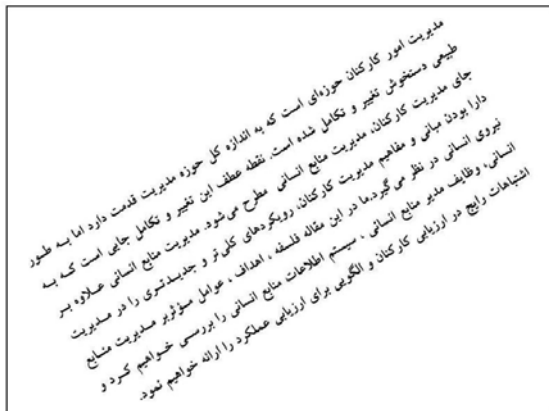 مدیریت امور کارکنان حوزه‌ای است که به اندازه کل حوزه مدیریت قدمت دارد اما به طور
طبیعی دستخوش تغییر و تکامل شده است. نقطه عطف این تغییر و تکامل جایی است که به
جای مدیریت کارکنان، مدیریت منابع انسانی مطرح می‌شود. مدیریت منابع انسانی علاوه بر
دارا بودن مبانی و مفاهیم مدیریت کارکنان، رویکردهای کلی‌تر و جدیدتری را در مدیریت
نیروی انسانی در نظر می‌گیرد.ما در این مقاله فلسفه ، اهداف ، عوامل مؤثربر مدیریت منابع
انسانی، وظایف مدیر منابع انسانی ، سیستم اطلاعات منابع انسانی را بررسی خواهیم کرد و
اشتباهات رایج در ارزیابی کارکنان و الگویی برای ارزیابی عملکرد را ارائه خواهیم نمود.